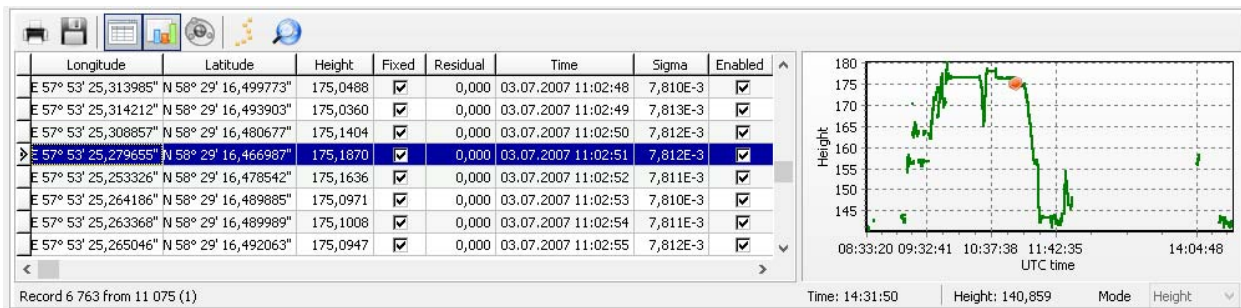 Longitude Latitude Height Fixed Residual Time Sigma Enabled
E 57° 53' 25,313985" N 58° 29' 16,499773" 175,0488 0,000 03.07.2007 11:02:48 7,810E-3
E 57° 53' 25,314212" N 58° 29' 16,493903" 175,0360 0,000 03.07.2007 11:02:49 7,813E-3
E 57° 53' 25,308857" N 58° 29' 16,480677" 175,1404 0,000 03.07.2007 11:02:50 7,812E-3
E 57° 53' 25,279655" N 58° 29' 16,466987" 175,1870 0,000 03.07.2007 11:02:51 7,812E-3
E 57° 53' 25,253326" N 58° 29' 16,478542" 175,1636 0,000 03.07.2007 11:02:52 7,811E-3
E 57° 53' 25,264186" N 58° 29' 16,489885" 175,0971 0,000 03.07.2007 11:02:53 7,810E-3
E 57° 53' 25,263368" N 58° 29' 16,489989" 175,1008 0,000 03.07.2007 11:02:54 7,811E-3
E 57° 53' 25,265046" N 58° 29' 16,492063" 175,0947 0,000 03.07.2007 11:02:55 7,812E-3
Record 6 763 from 11 075 (1)
Height
180
175
170
165
160
155
150
145
08:33:20 09:32:41 10:37:38 11:42:35 14:04:48
UTC time
Time: 14:31:50 Height: 140,859 Mode Height